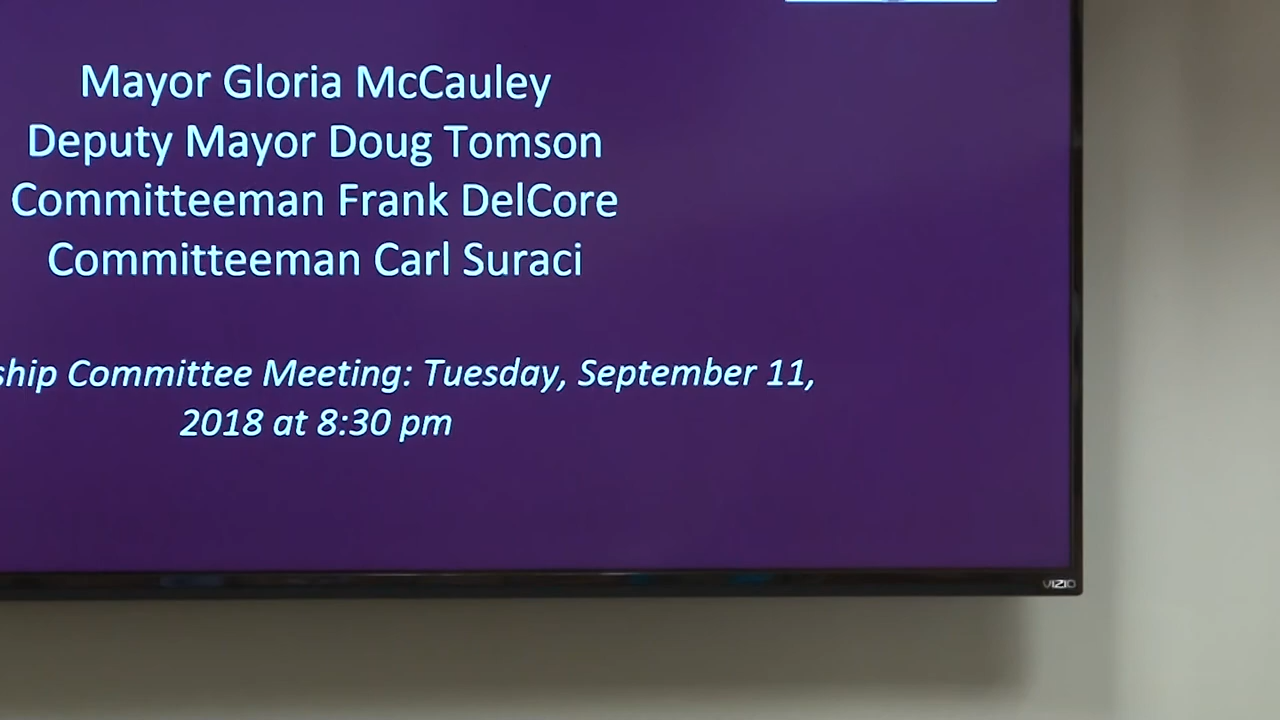 Mayor Gloria McCauley
Deputy Mayor Doug Tomson
Committeeman Frank DelCore
Committeeman Carl Suraci
ship Committee Meeting: Tuesday, September 11,
2018 at 8:30 pm
VIZIO